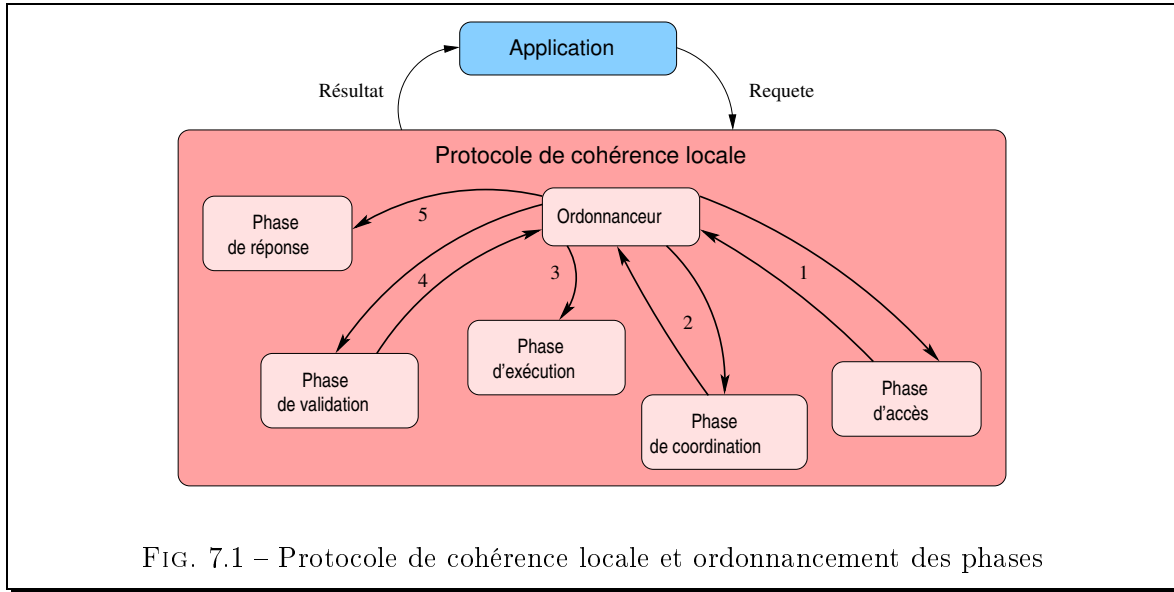 Application
Résultat
Requete
Protocole de cohérence locale
Phase
de réponse
5
Ordonnanceur
4
3
2
1
Phase
de validation
Phase
d'exécution
Phase
de coordination
Phase
d'accès
FIG. 7.1 – Protocole de cohérence locale et ordonnancement des phases